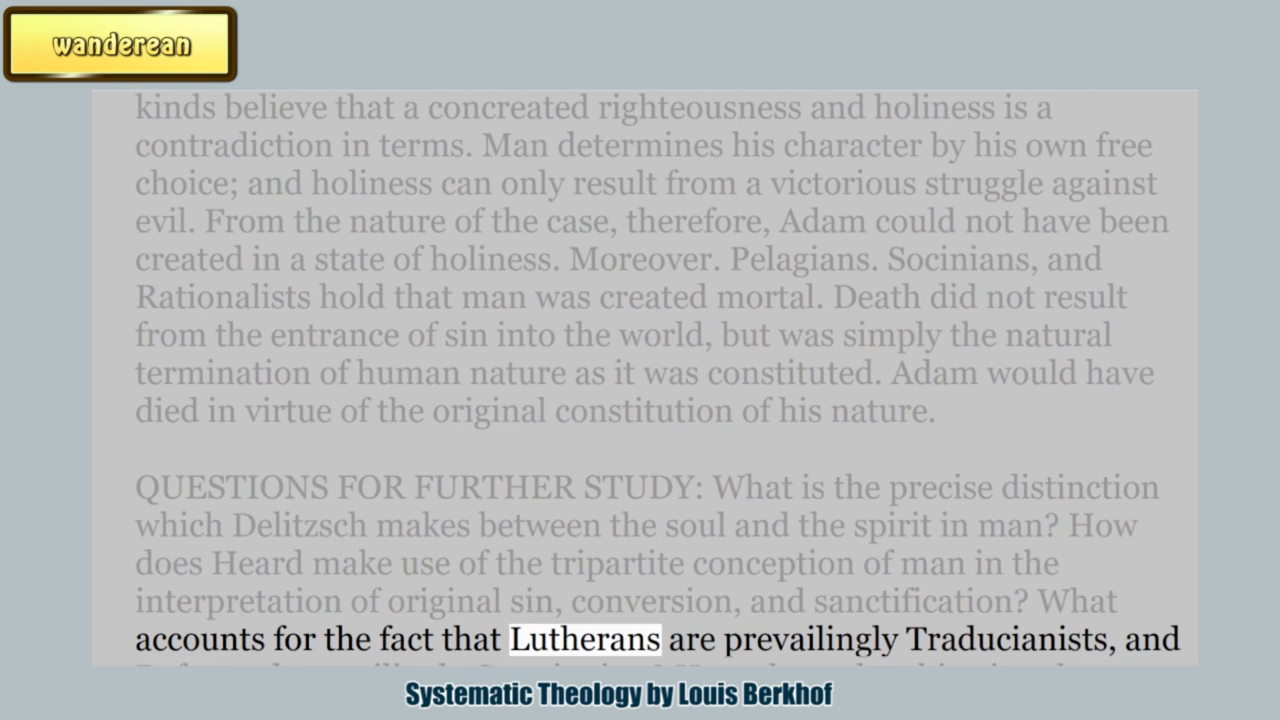 wanderean
kinds believe that a concreated righteousness and holiness is a
contradiction in terms. Man determines his character by his own free
choice; and holiness can only result from a victorious struggle against
evil. From the nature of the case, therefore, Adam could not have been
created in a state of holiness. Moreover. Pelagians. Socinians, and
Rationalists hold that man was created mortal. Death did not result
from the entrance of sin into the world, but was simply the natural
termination of human nature as it was constituted. Adam would have
died in virtue of the original constitution of his nature.
QUESTIONS FOR FURTHER STUDY: What is the precise distinction
which Delitzsch makes between the soul and the spirit in man? How
does Heard make use of the tripartite conception of man in the
interpretation of original sin, conversion, and sanctification? What
accounts for the fact that Lutherans are prevailingly Traducianists, and
Systematic Theology by Louis Berkhof